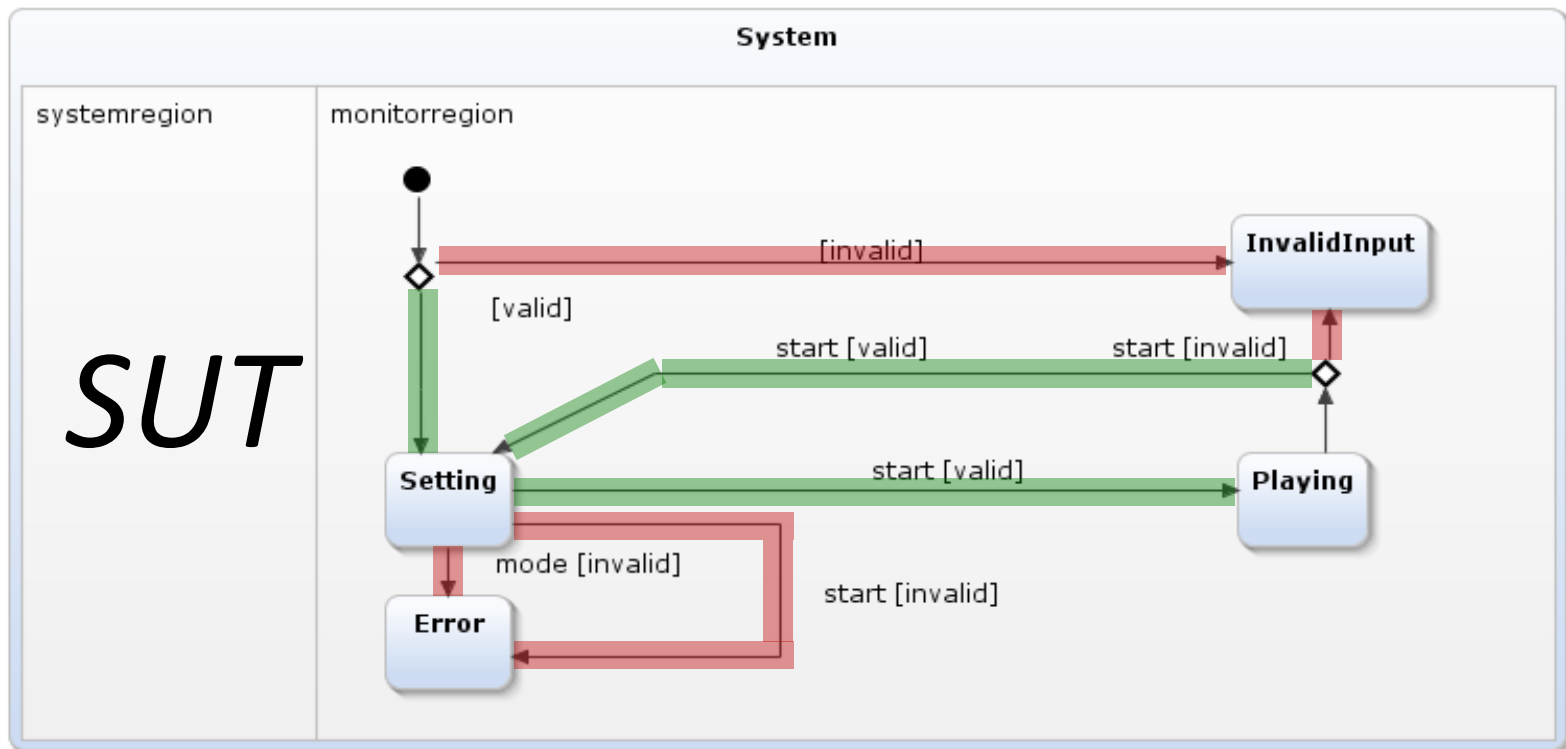 System
systemregion
monitorregion
[invalid]
InvalidInput
[valid]
start [valid]
start [invalid]
SUT
Setting
start [valid]
Playing
mode [invalid]
start [invalid]
Error